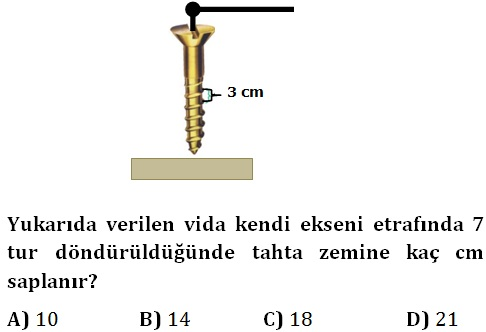 3 cm
Yukarıda verilen vida kendi ekseni etrafında 7
tur döndürüldüğünde tahta zemine kaç cm
saplanır?
A) 10 B) 14 C) 18 D) 21